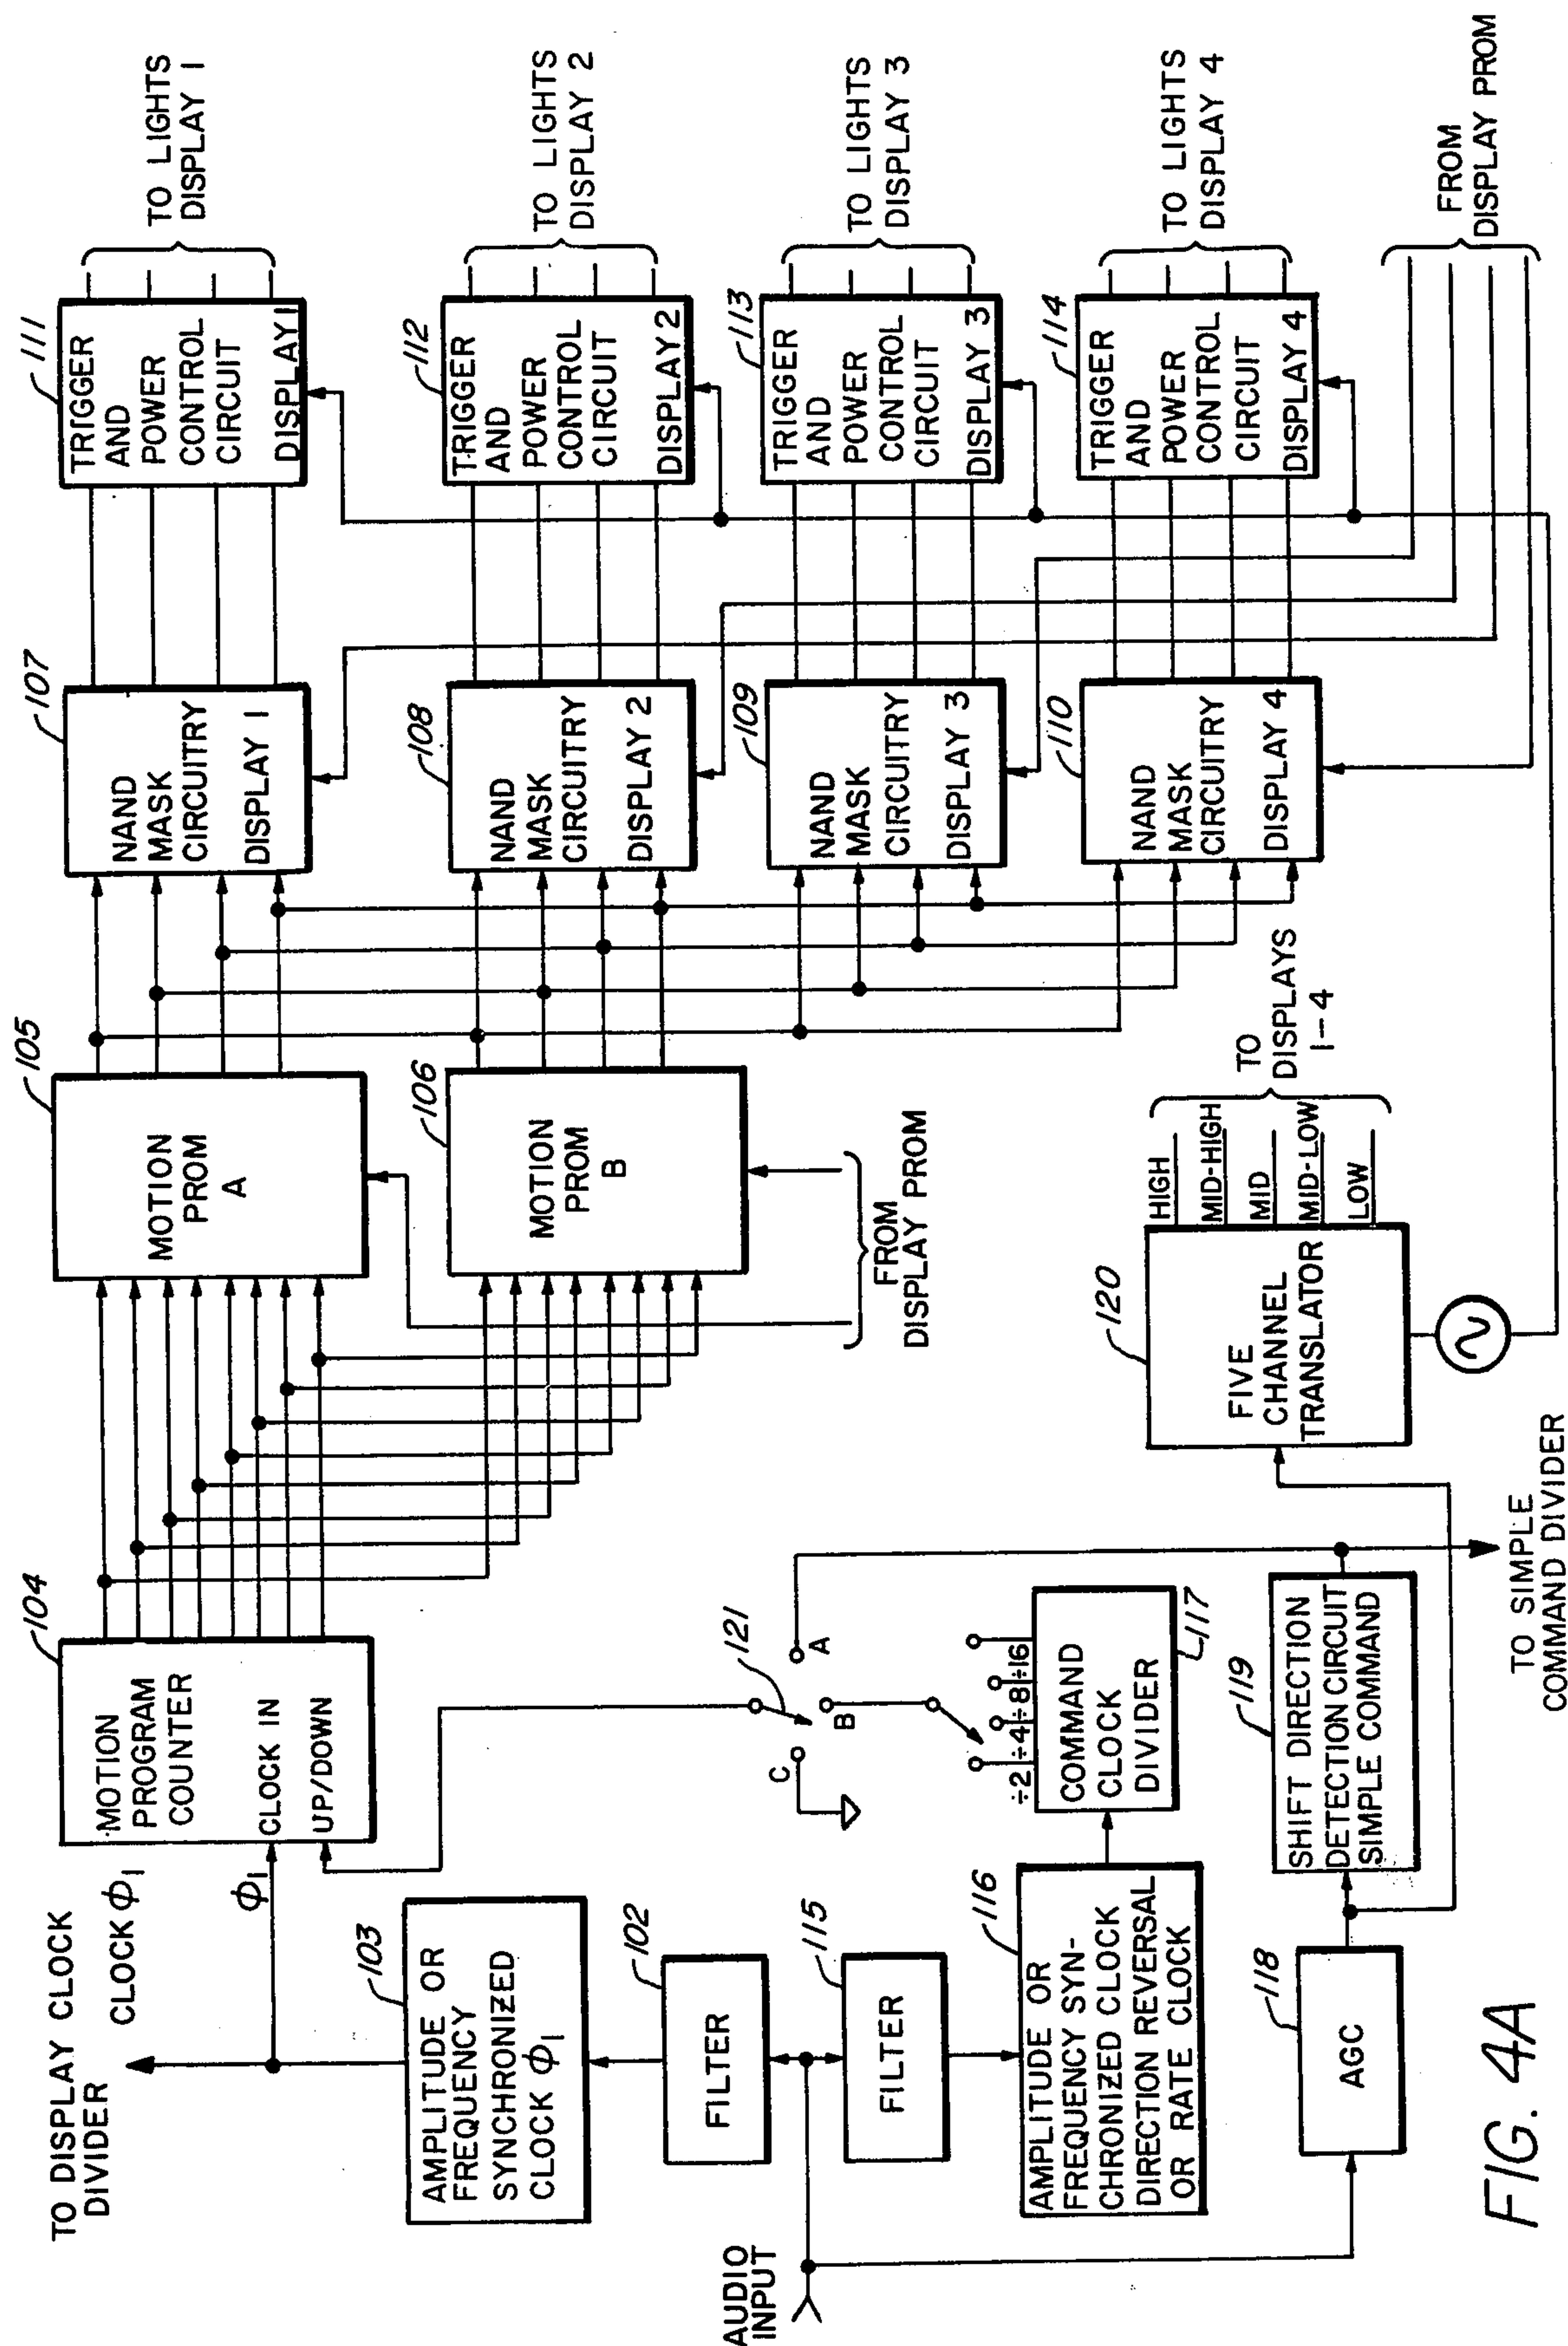 TO DISPLAY CLOCK
DIVIDER
CLOCK Φ1
Φ1
104
MOTION
PROGRAM
COUNTER
CLOCK IN
UP/DOWN
105
MOTION
PROM
A
106
MOTION
PROM
B
FROM
DISPLAY PROM
107
NAND
MASK
CIRCUITRY
DISPLAY 1
108
NAND
MASK
CIRCUITRY
DISPLAY 2
109
NAND
MASK
CIRCUITRY
DISPLAY 3
110
NAND
MASK
CIRCUITRY
DISPLAY 4
111
TRIGGER
AND
POWER
CONTROL
CIRCUIT
DISPLAY 1
TO LIGHTS
DISPLAY 1
112
TRIGGER
AND
POWER
CONTROL
CIRCUIT
DISPLAY 2
TO LIGHTS
DISPLAY 2
113
TRIGGER
AND
POWER
CONTROL
CIRCUIT
DISPLAY 3
TO LIGHTS
DISPLAY 3
114
TRIGGER
AND
POWER
CONTROL
CIRCUIT
DISPLAY 4
TO LIGHTS
DISPLAY 4
FROM
DISPLAY PROM
103
AMPLITUDE OR
FREQUENCY
SYNCHRONIZED
CLOCK Φ1
102
FILTER
115
FILTER
AUDIO
INPUT
116
AMPLITUDE OR
FREQUENCY SYN-
CHRONIZED CLOCK
DIRECTION REVERSAL
OR RATE CLOCK
121
C
B
A
÷2 ÷4 ÷8 ÷16
COMMAND
CLOCK
DIVIDER
117
118
AGC
119
SHIFT DIRECTION
DETECTION CIRCUIT
SIMPLE COMMAND
TO SIMPLE
COMMAND DIVIDER
120
FIVE
CHANNEL
TRANSLATOR
HIGH
MID-HIGH
MID
MID-LOW
LOW
TO
DISPLAYS
1-4
FIG. 4A